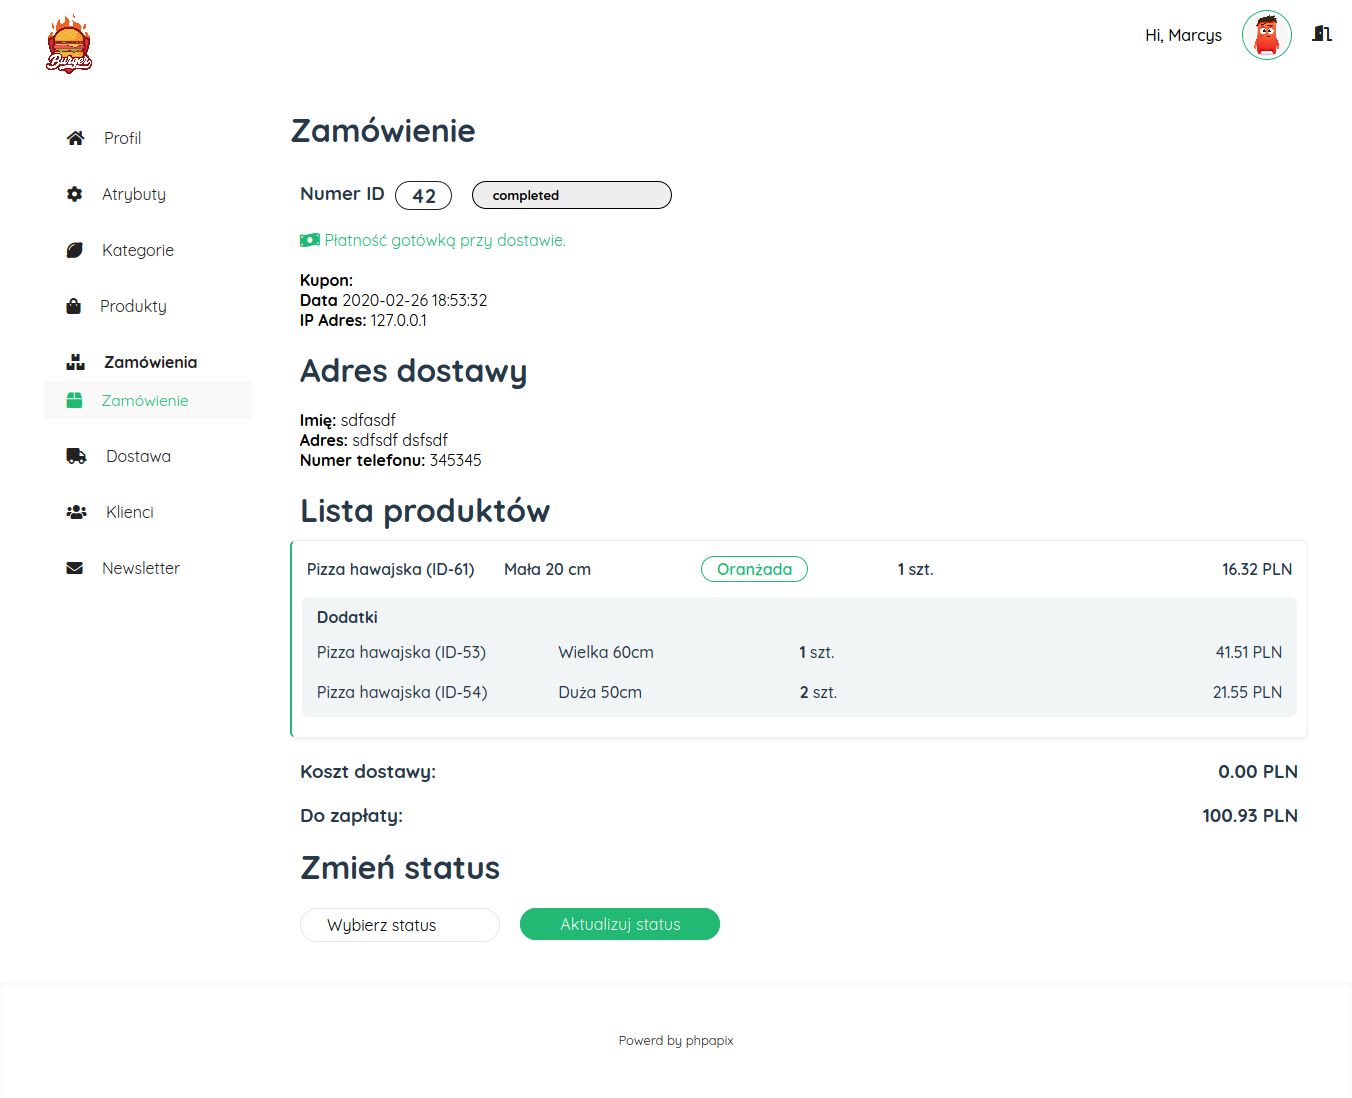 Burger
Hi, Marcys
Profil
Atrybuty
Kategorie
Produkty
Zamówienia
Zamówienie
Dostawa
Klienci
Newsletter
Zamówienie
Numer ID 42 completed
Płatność gotówką przy dostawie.
Kupon:
Data 2020-02-26 18:53:32
IP Adres: 127.0.0.1
Adres dostawy
Imię: sdfasdf
Adres: sdfsdf dsfsdf
Numer telefonu: 345345
Lista produktów
Pizza hawajska (ID-61) Mała 20 cm Oranżada 1 szt. 16.32 PLN
Dodatki
Pizza hawajska (ID-53) Wielka 60cm 1 szt. 41.51 PLN
Pizza hawajska (ID-54) Duża 50cm 2 szt. 21.55 PLN
Koszt dostawy: 0.00 PLN
Do zapłaty: 100.93 PLN
Zmień status
Wybierz status Aktualizuj status
Powerd by phpapix